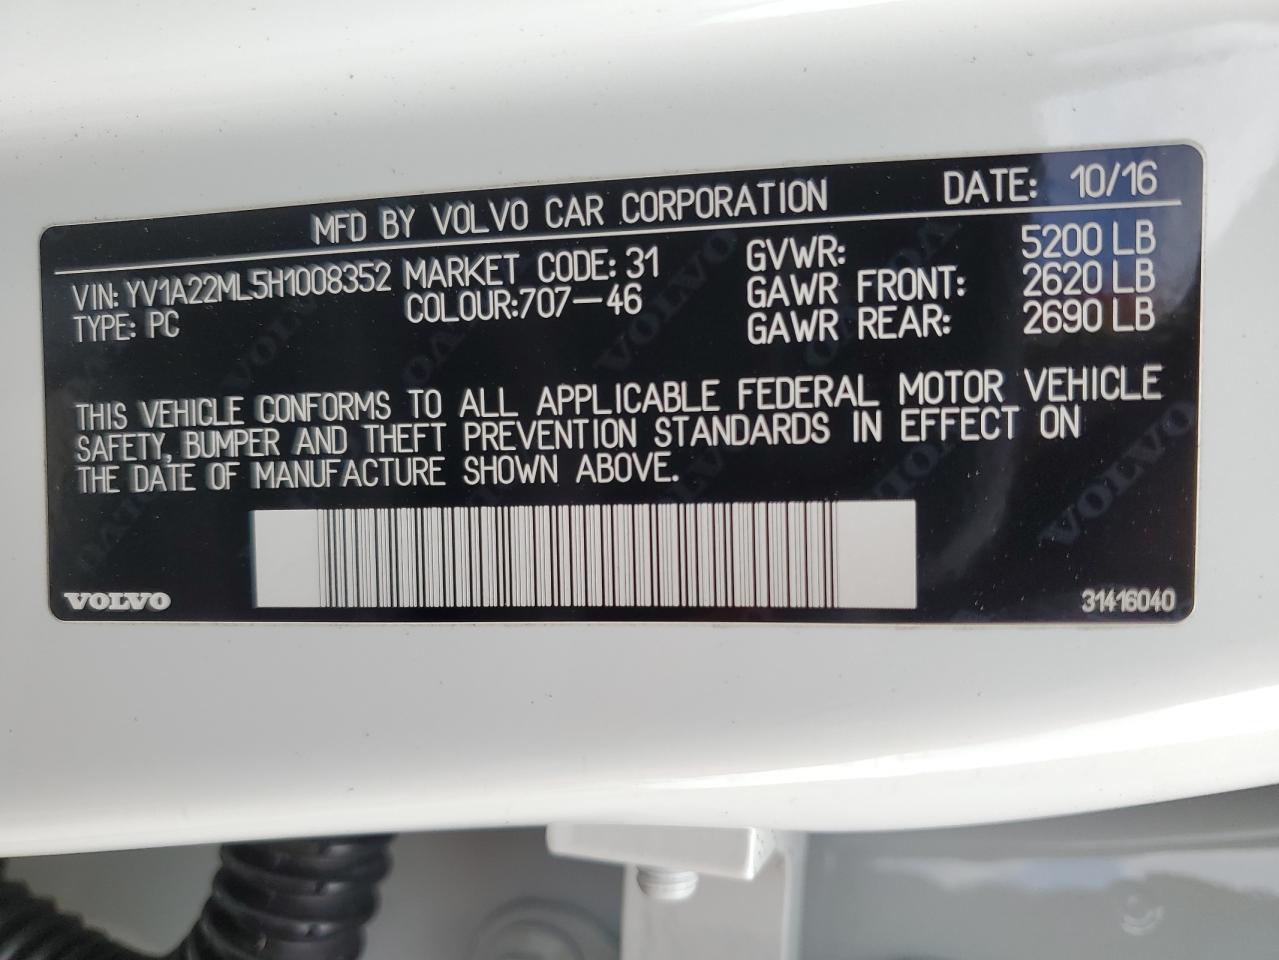 MFD BY VOLVO CAR CORPORATION DATE: 10/16
VIN: YV1A22ML5H1008352 MARKET CODE: 31 GVWR: 5200 LB
TYPE: PC COLOUR:707-46 GAWR FRONT: 2620 LB
GAWR REAR: 2690 LB
THIS VEHICLE CONFORMS TO ALL APPLICABLE FEDERAL MOTOR VEHICLE
SAFETY, BUMPER AND THEFT PREVENTION STANDARDS IN EFFECT ON
THE DATE OF MANUFACTURE SHOWN ABOVE.
VOLVO 31416040